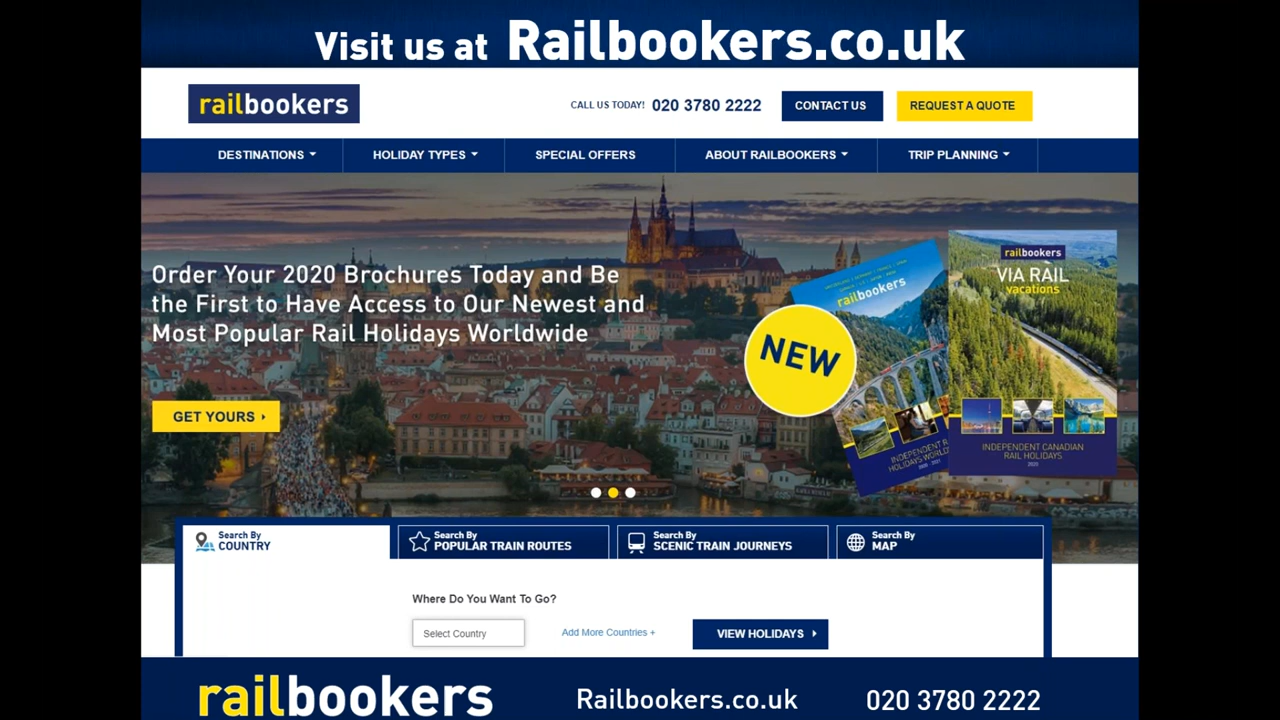 Visit us at Railbookers.co.uk
railbookers
CALL US TODAY! 020 3780 2222
CONTACT US
REQUEST A QUOTE
DESTINATIONS
HOLIDAY TYPES
SPECIAL OFFERS
ABOUT RAILBOOKERS
TRIP PLANNING
Order Your 2020 Brochures Today and Be
the First to Have Access to Our Newest and
Most Popular Rail Holidays Worldwide
GET YOURS
NEW
railbookers
INDEPENDENT
railbookers
VIA RAIL
vacations
INDEPENDENT CANADIAN
RAIL HOLIDAYS
2020
Search By
COUNTRY
Search By
POPULAR TRAIN ROUTES
Search By
SCENIC TRAIN JOURNEYS
Search By
MAP
Where Do You Want To Go?
Select Country
Add More Countries +
VIEW HOLIDAYS
railbookers
Railbookers.co.uk
020 3780 2222